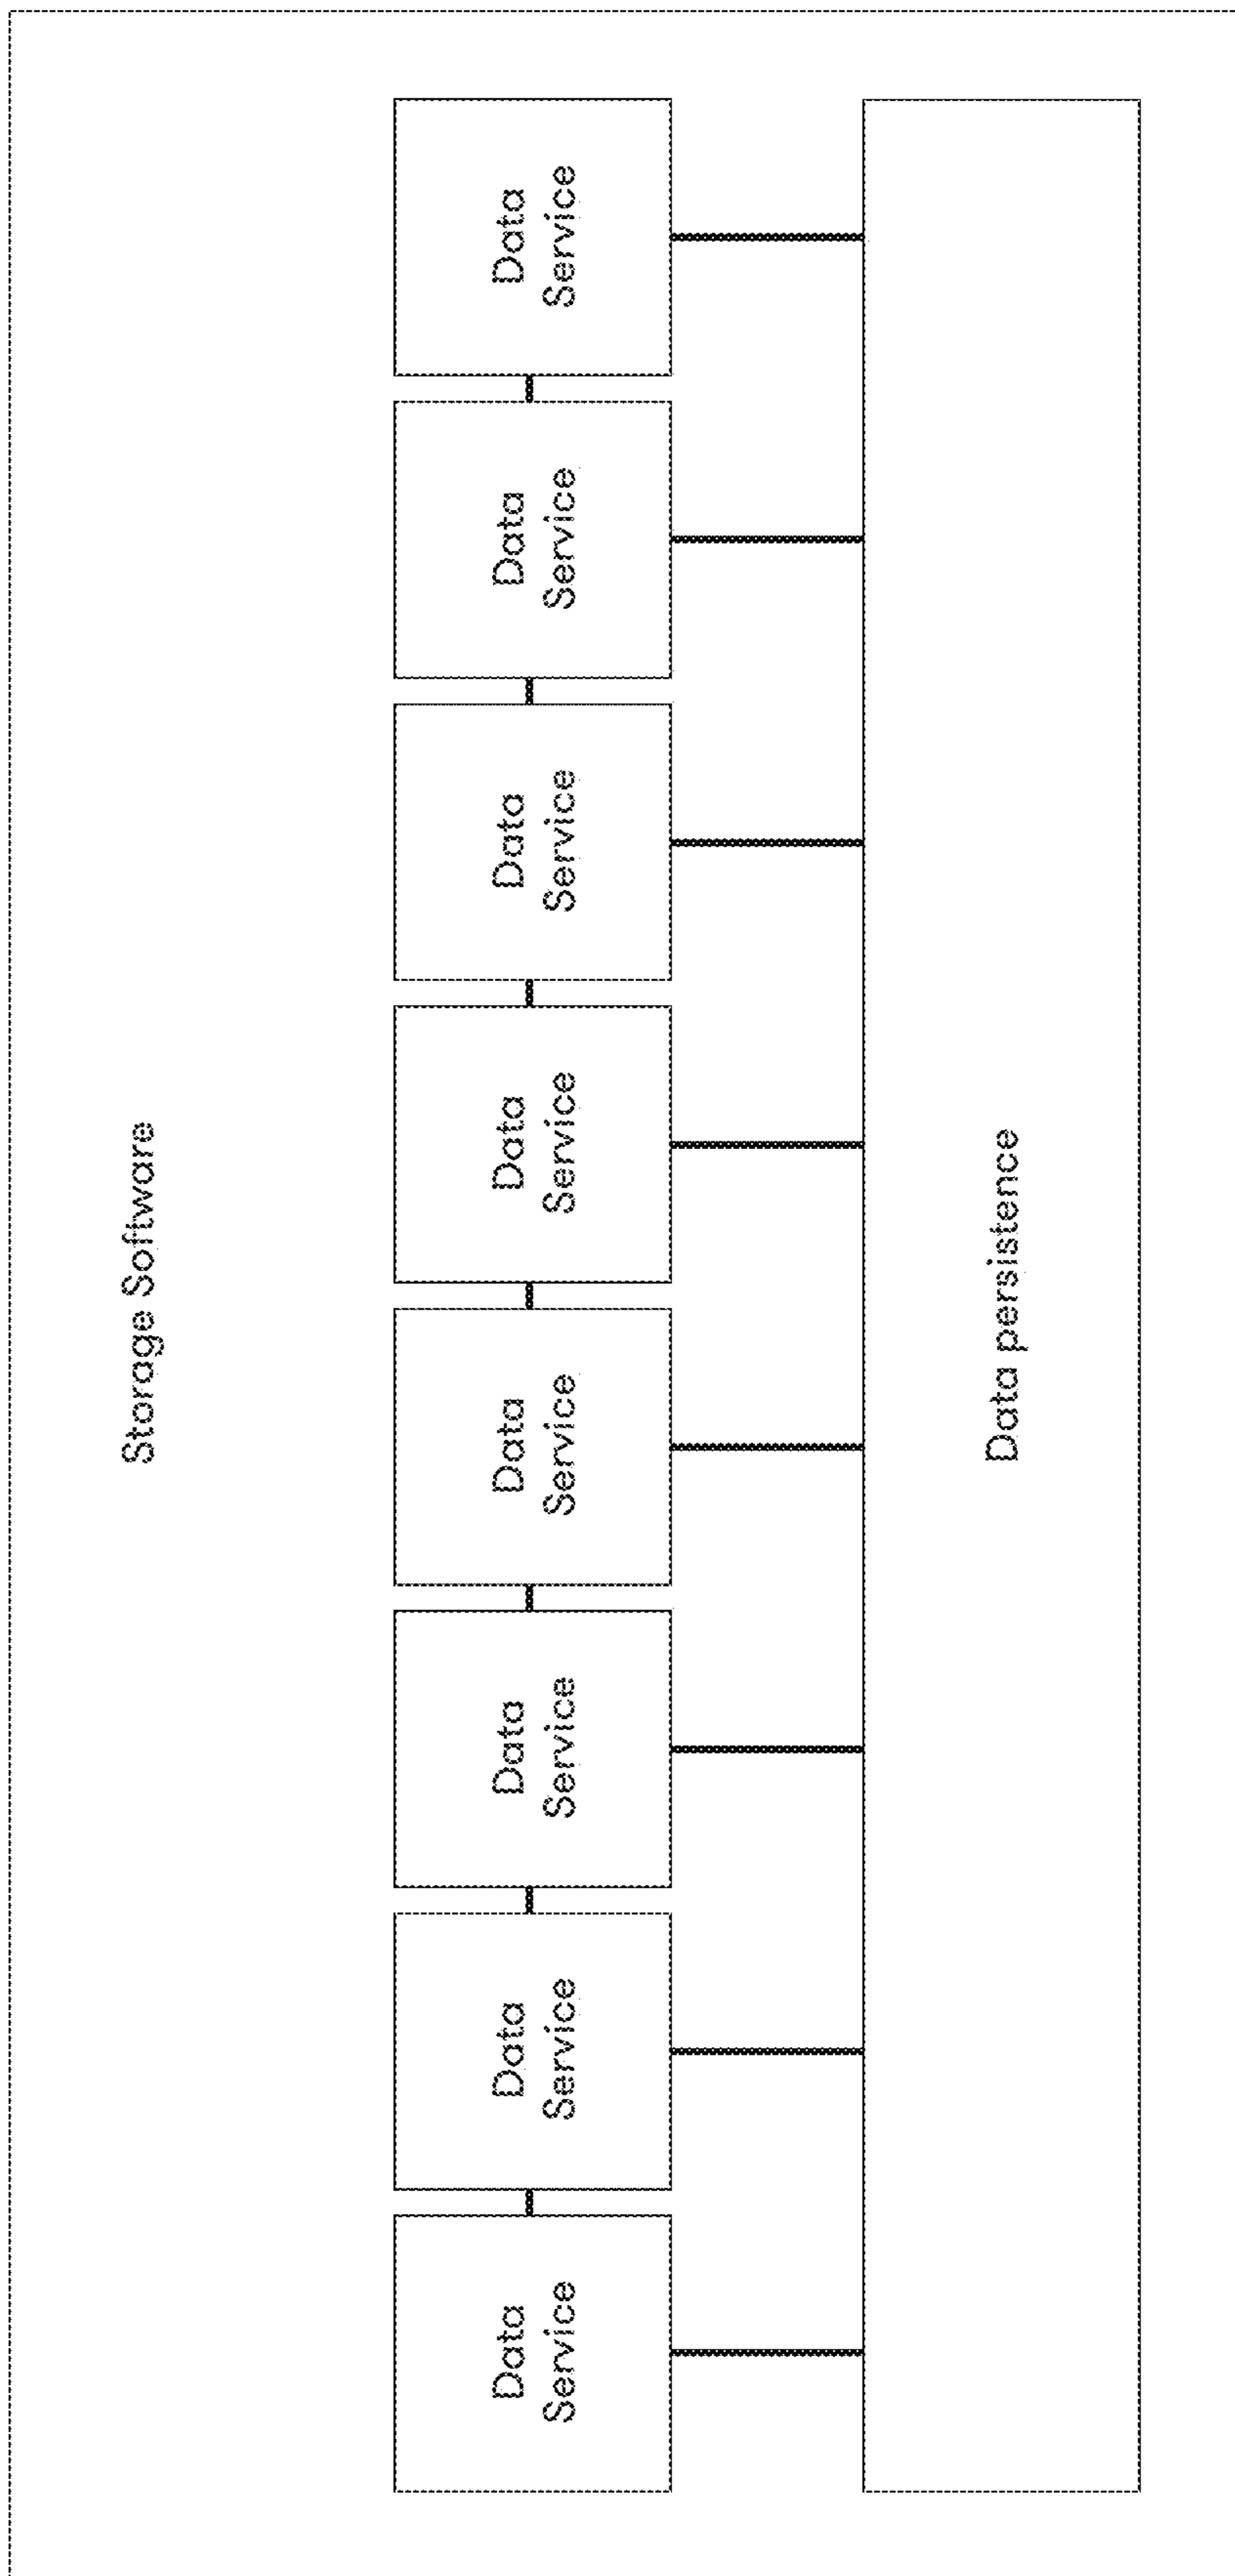 Storage Software
Data
Service
Data
Service
Data
Service
Data
Service
Data
Service
Data
Service
Data
Service
Data
Service
Data persistence